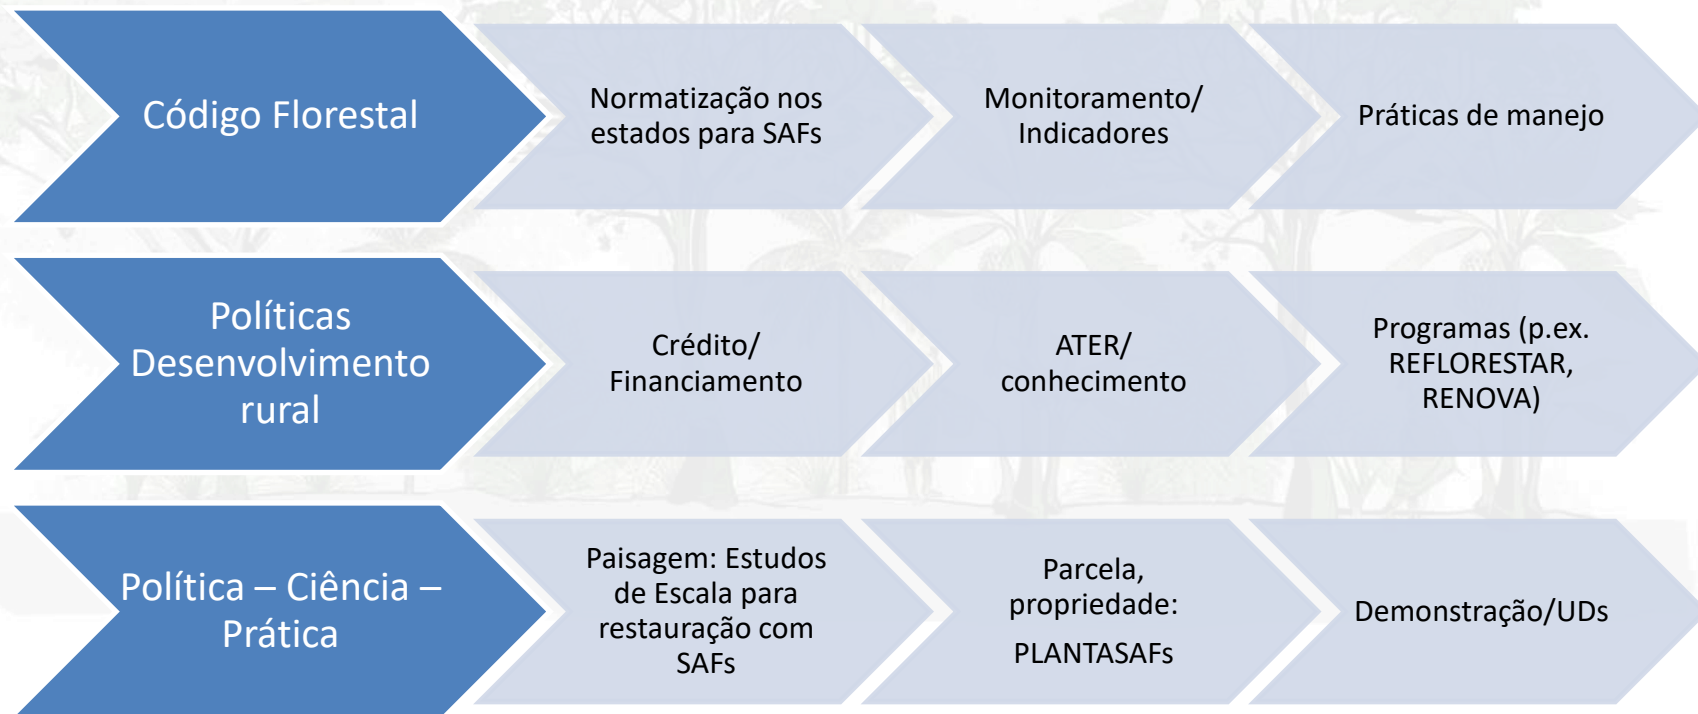 Código Florestal
Normatização nos
estados para SAFs
Monitoramento/
Indicadores
Práticas de manejo
Políticas
Desenvolvimento
rural
Crédito/
Financiamento
ATER/
conhecimento
Programas (p.ex.
REFLORESTAR,
RENOVA)
Política – Ciência –
Prática
Paisagem: Estudos
de Escala para
restauração com
SAFs
Parcela,
propriedade:
PLANTASAFs
Demonstração/UDs